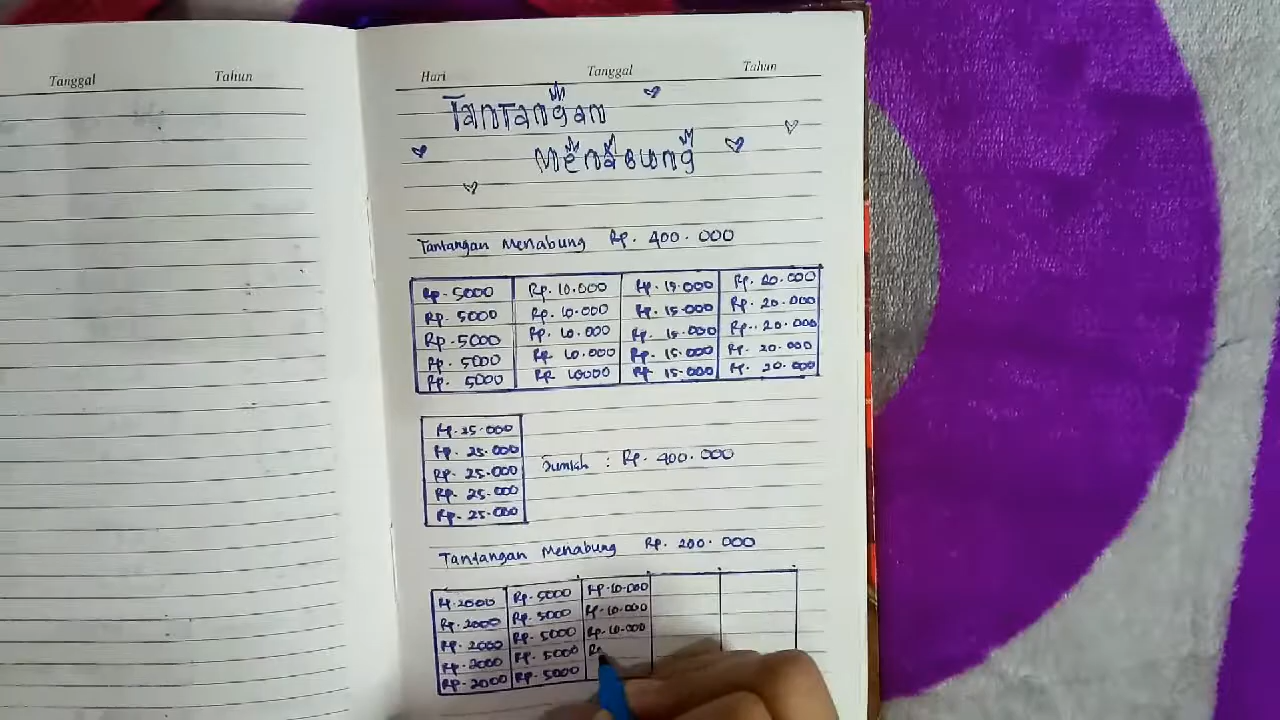 Tanggal Tahun
Hari Tanggal Tahun
Tantangan
Menabung
Tantangan Menabung Rp. 400.000
Rp. 5000 Rp. 10.000 Rp. 15.000 Rp. 20.000
Rp. 5000 Rp. 10.000 Rp. 15.000 Rp. 20.000
Rp. 5000 Rp. 10.000 Rp. 15.000 Rp. 20.000
Rp. 5000 Rp. 10.000 Rp. 15.000 Rp. 20.000
Rp. 5000 Rp 10000 Rp 15.000 Rp. 20.000
Rp. 25.000
Rp. 25.000
Rp. 25.000
Rp. 25.000
Rp. 25.000
Jumlah : Rp. 400.000
Tantangan Menabung Rp. 200.000
Rp. 2000 Rp. 5000 Rp. 10.000
Rp. 2000 Rp. 5000 Rp. 10.000
Rp. 2000 Rp. 5000 Rp. 10.000
Rp. 2000 Rp. 5000 Rp
Rp. 2000 Rp. 5000